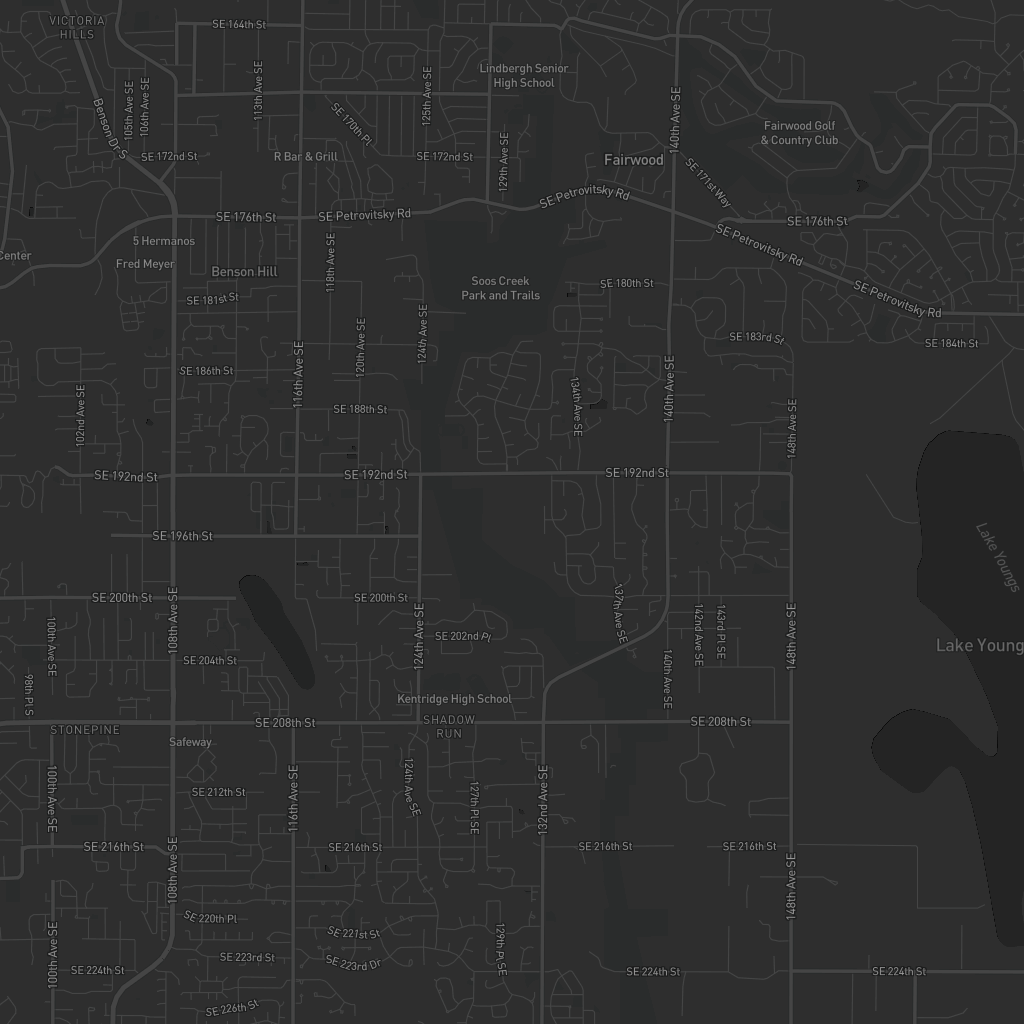 VICTORIA
HILLS
SE 164th St
Lindbergh Senior
High School
105th Ave SE
106th Ave SE
113th Ave SE
125th Ave SE
140th Ave SE
Benson Dr S
SE 170th Pl
Fairwood Golf
& Country Club
SE 172nd St
R Bar & Grill
SE 172nd St
129th Ave SE
Fairwood
SE 171st Way
SE 176th St
SE Petrovitsky Rd
SE Petrovitsky Rd
SE 176th St
SE Petrovitsky Rd
5 Hermanos
Center
Fred Meyer
Benson Hill
118th Ave SE
Soos Creek
Park and Trails
SE 180th St
SE Petrovitsky Rd
SE 181st St
120th Ave SE
124th Ave SE
SE 183rd St
SE 184th St
SE 186th St
116th Ave SE
134th Ave SE
140th Ave SE
102nd Ave SE
SE 188th St
148th Ave SE
SE 192nd St
SE 192nd St
SE 192nd St
SE 196th St
Lake Youngs
SE 200th St
108th Ave SE
SE 200th St
124th Ave SE
137th Ave SE
142nd Ave SE
143rd Pl SE
148th Ave SE
100th Ave SE
SE 202nd Pl
Lake Young
SE 204th St
98th Pl S
140th Ave SE
Kentridge High School
STONEPINE
SE 208th St
SHADOW
RUN
SE 208th St
Safeway
100th Ave SE
SE 212th St
116th Ave SE
124th Ave SE
127th Pl SE
132nd Ave SE
SE 216th St
108th Ave SE
SE 216th St
SE 216th St
SE 216th St
148th Ave SE
SE 220th Pl
100th Ave SE
SE 221st St
129th Pl SE
SE 223rd St
SE 223rd Dr
SE 224th St
SE 224th St
SE 224th St
SE 226th St